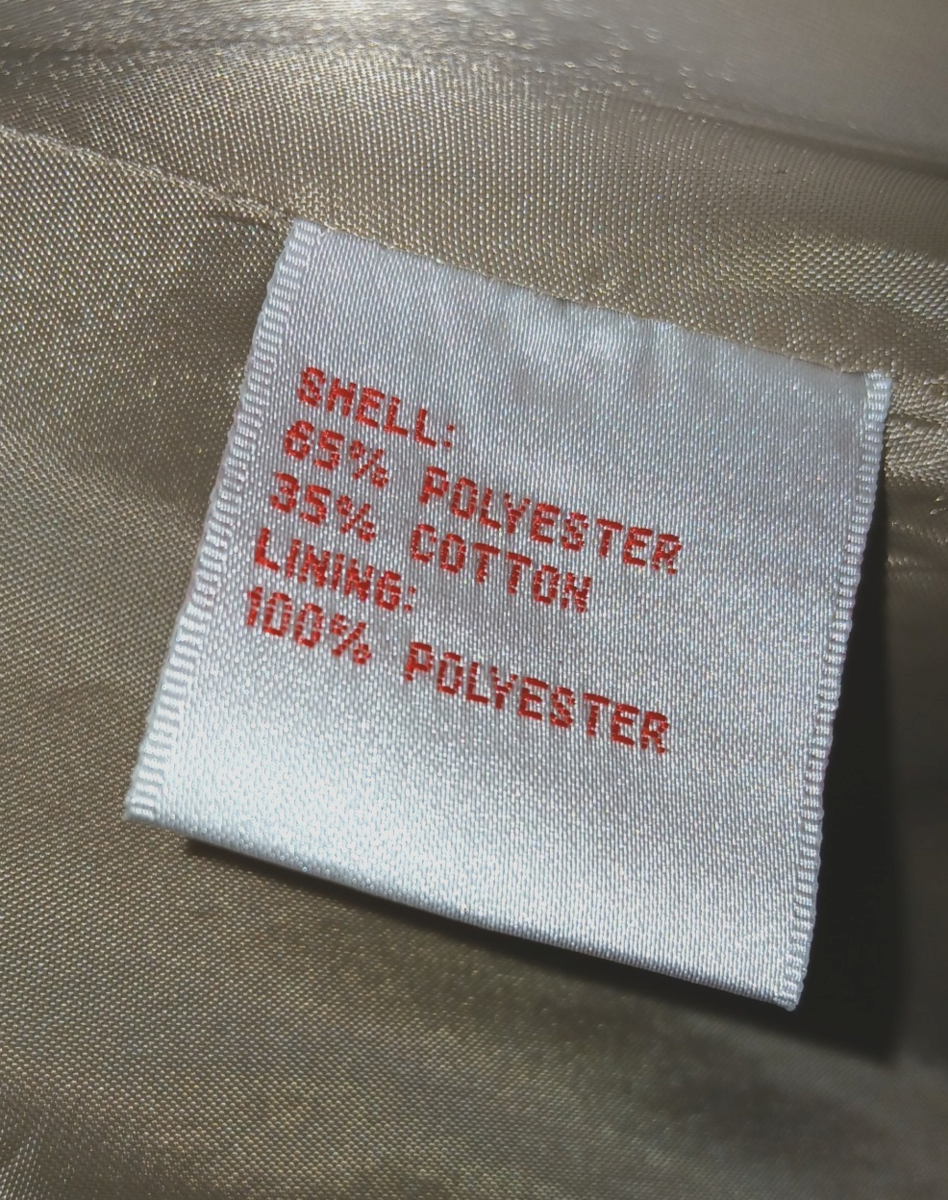 SHELL:
65% POLYESTER
35% COTTON
LINING:
100% POLYESTER